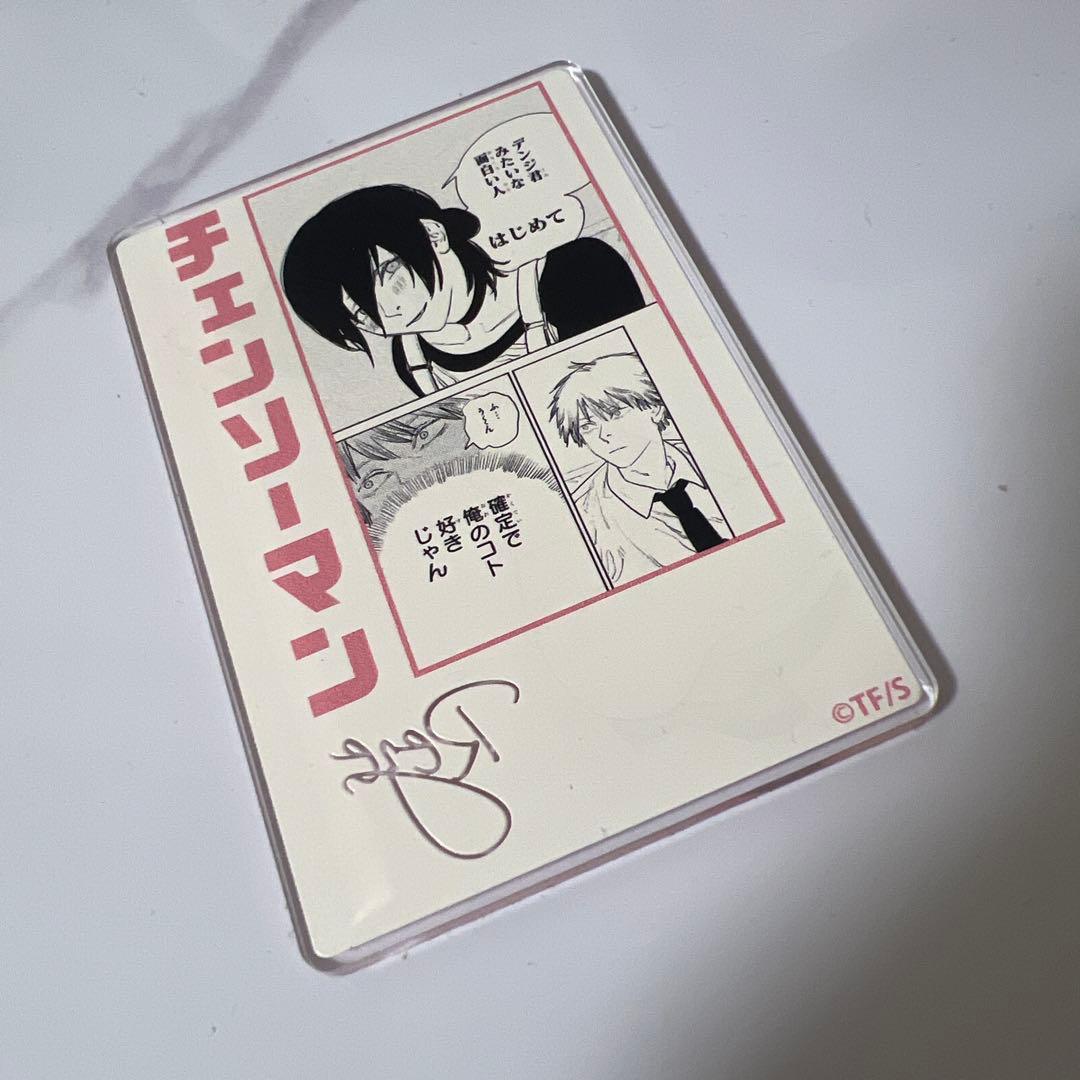 チェンソーマン
デンジ君
みたいな
面白い人
はじめて
ふ…
う〜ん
確定で
俺のコト
好き
じゃん
Reze
©TF/S